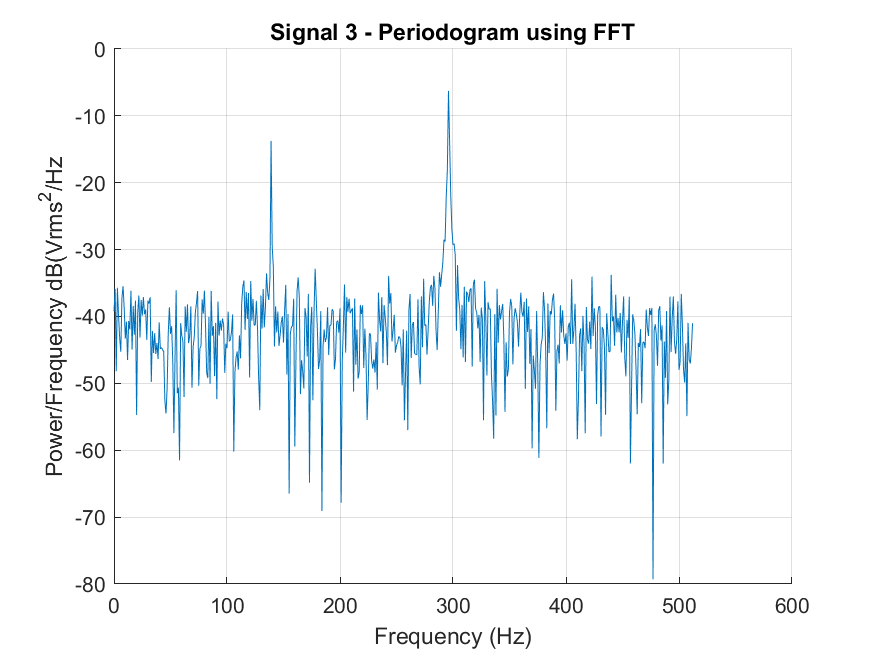 Signal 3 - Periodogram using FFT
0
-10
-20
-30
-40
-50
-60
-70
-80
Power/Frequency dB(Vrms²/Hz
0 100 200 300 400 500 600
Frequency (Hz)